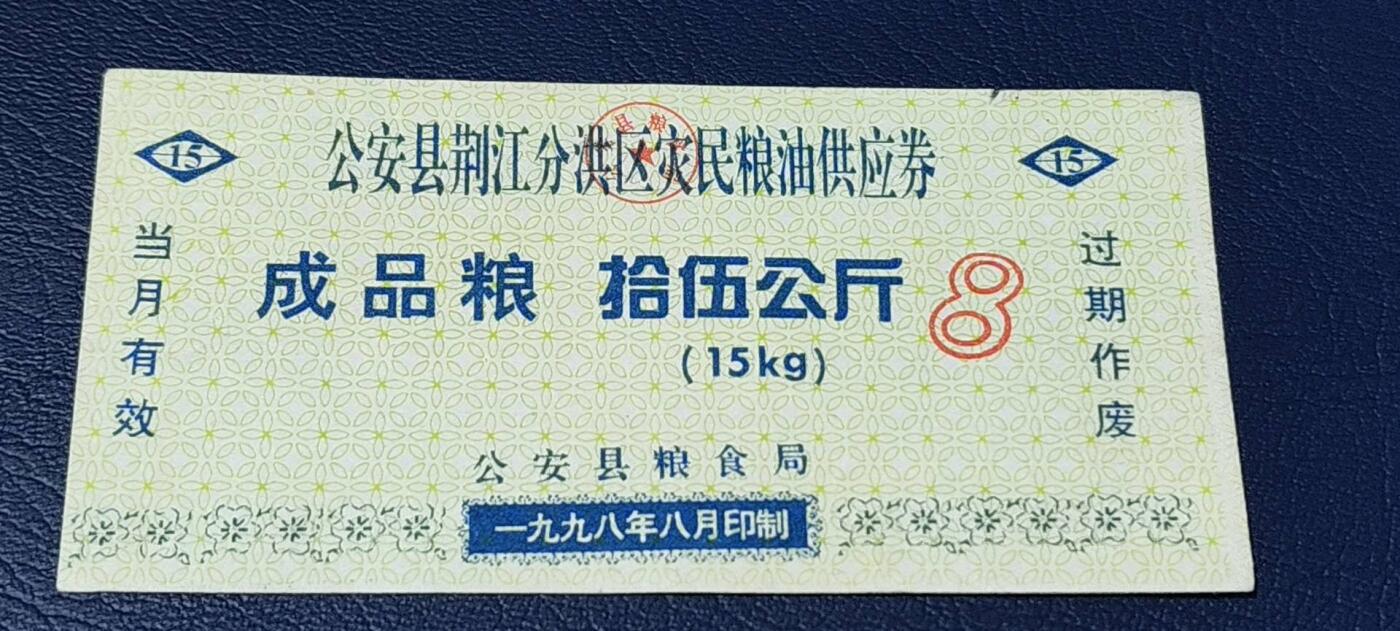 15
公安县荆江分洪区灾民粮油供应券
15
县粮
当月有效
成品粮 拾伍公斤
8
(15kg)
过期作废
公安县粮食局
一九九八年八月印制